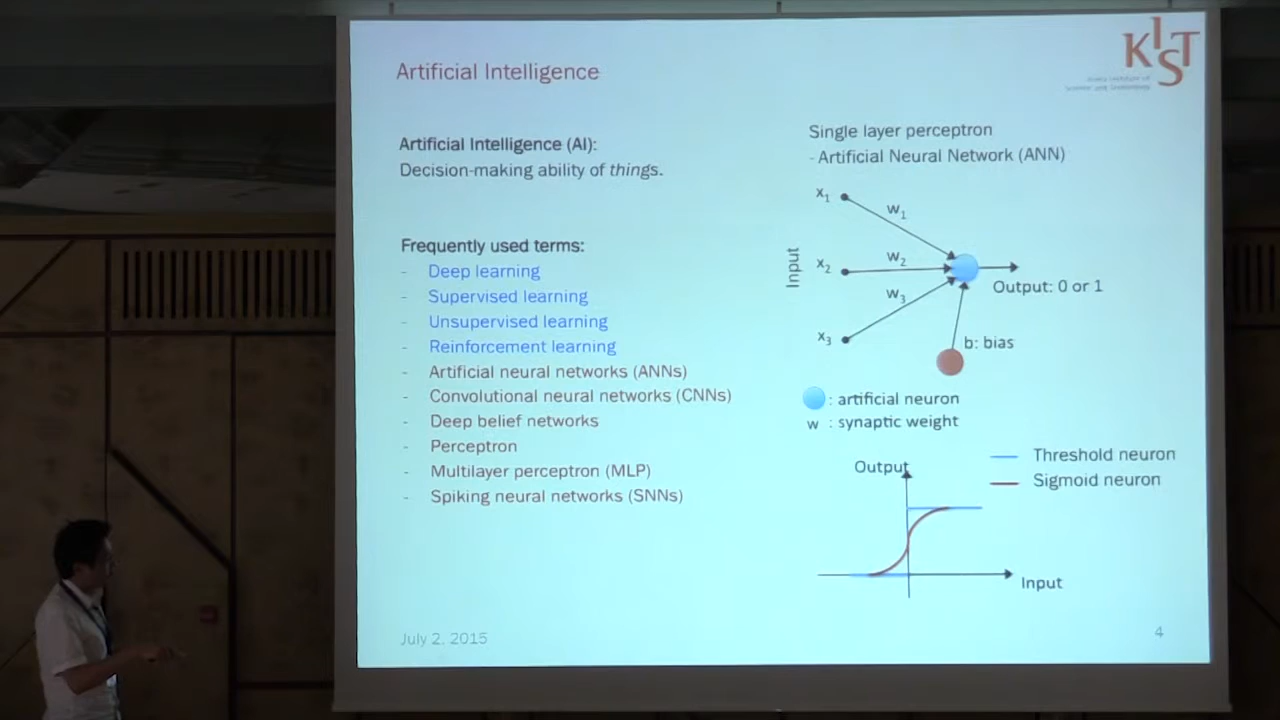 KIST
Artificial Intelligence
Artificial Intelligence (AI):
Decision-making ability of things.
Frequently used terms:
- Deep learning
- Supervised learning
- Unsupervised learning
- Reinforcement learning
- Artificial neural networks (ANNs)
- Convolutional neural networks (CNNs)
- Deep belief networks
- Perceptron
- Multilayer perceptron (MLP)
- Spiking neural networks (SNNs)
Single layer perceptron
- Artificial Neural Network (ANN)
x1
w1
Input
x2
w2
Output: 0 or 1
w3
x3
b: bias
: artificial neuron
w : synaptic weight
Threshold neuron
Sigmoid neuron
Output
Input
July 2, 2015
4